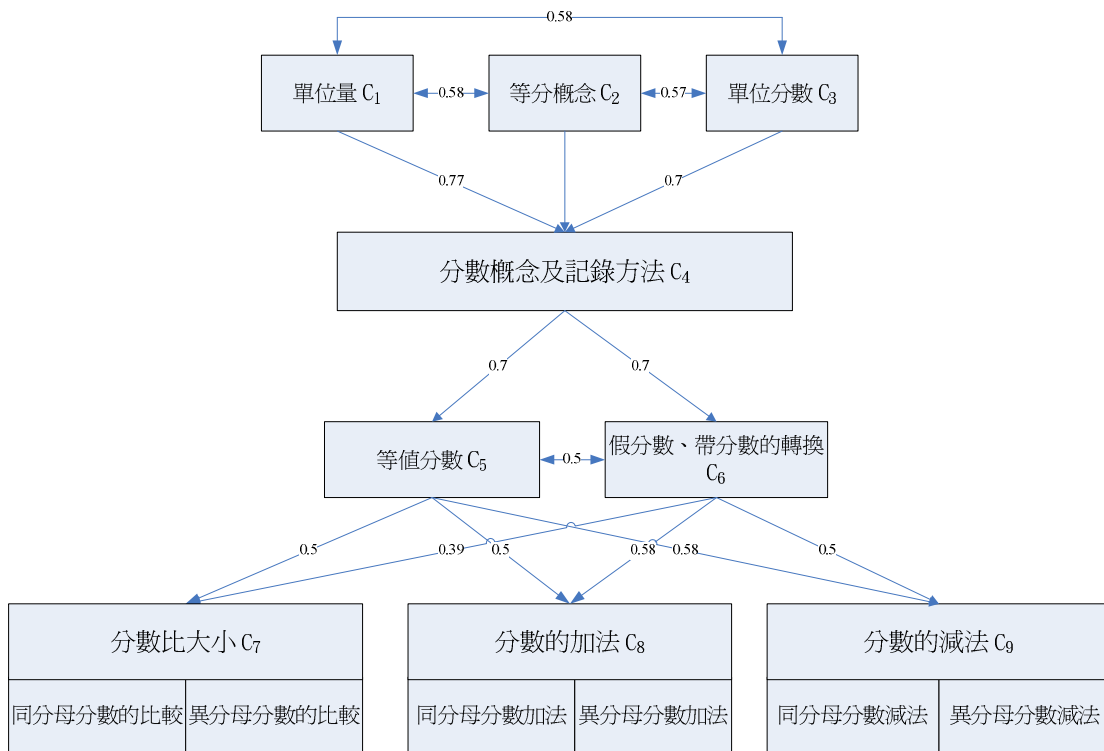 0.58
單位量 C₁
0.58
等分概念 C₂
0.57
單位分數 C₃
0.77
0.7
分數概念及記錄方法 C₄
0.7
0.7
等值分數 C₅
0.5
假分數、帶分數的轉換
C₆
0.5
0.39
0.5
0.58
0.58
0.5
分數比大小 C₇
分數的加法 C₈
分數的減法 C₉
同分母分數的比較
異分母分數的比較
同分母分數加法
異分母分數加法
同分母分數減法
異分母分數減法